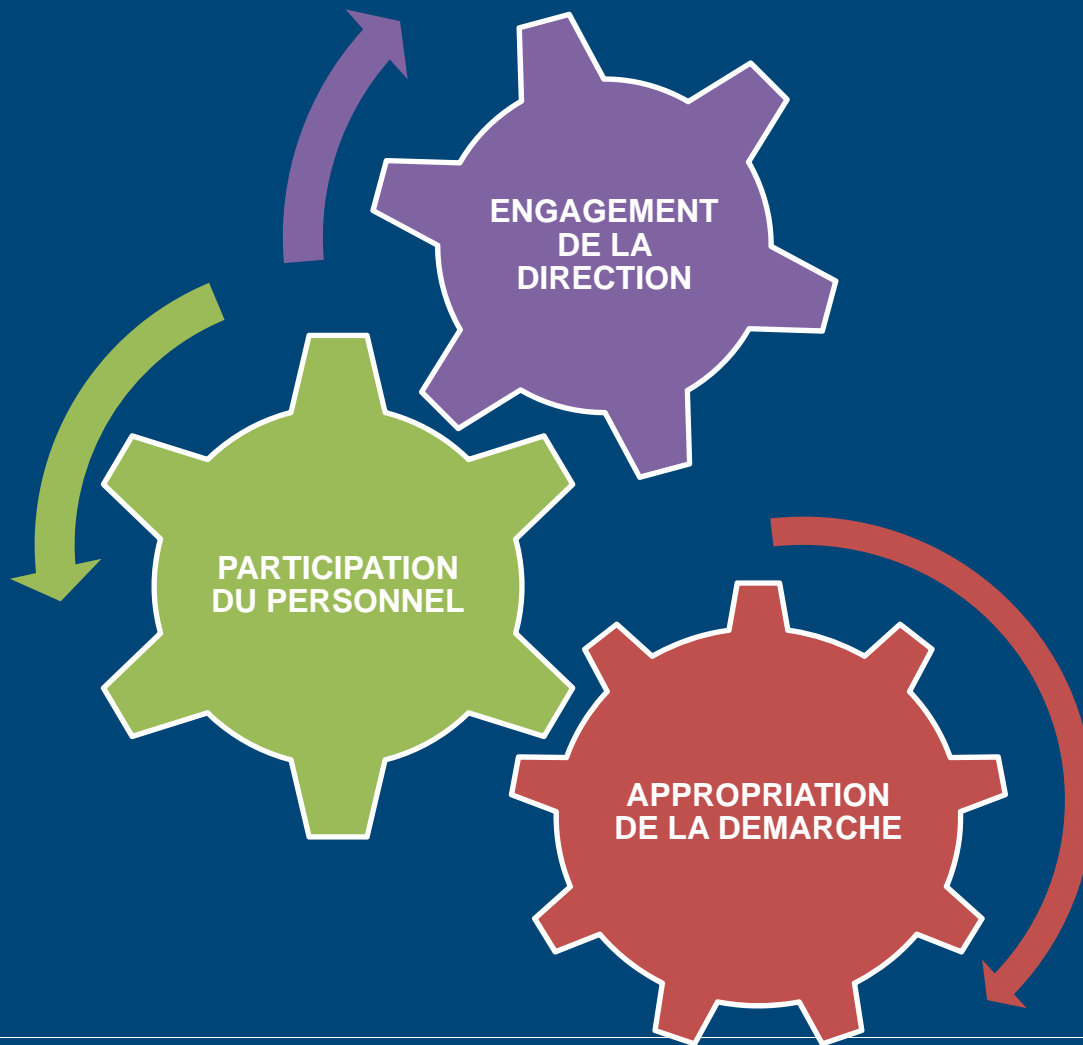 ENGAGEMENT
DE LA
DIRECTION
PARTICIPATION
DU PERSONNEL
APPROPRIATION
DE LA DEMARCHE